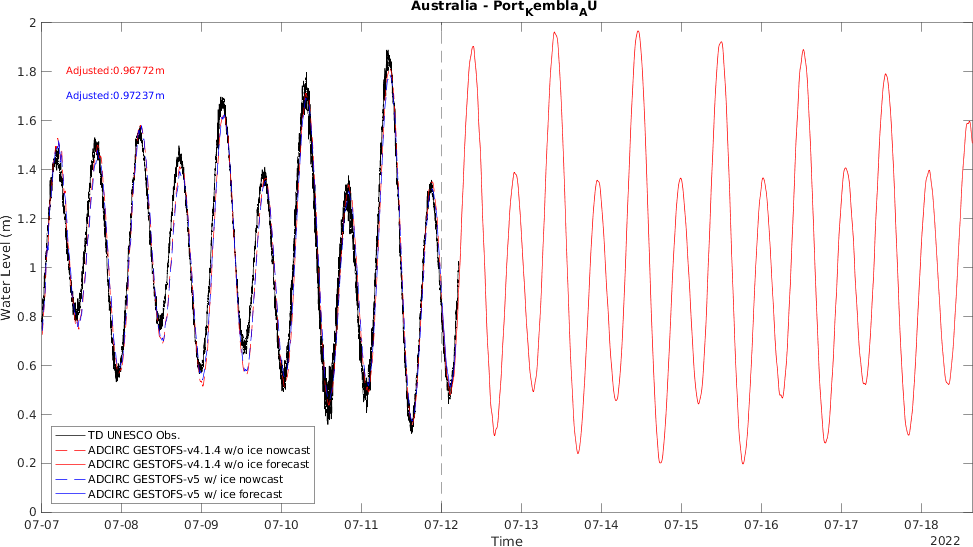 Australia - PortKemblaAU
Adjusted:0.96772m
Adjusted:0.97237m
Water Level (m)
2
1.8
1.6
1.4
1.2
1
0.8
0.6
0.4
0.2
0
TD UNESCO Obs.
ADCIRC GESTOFS-v4.1.4 w/o ice nowcast
ADCIRC GESTOFS-v4.1.4 w/o ice forecast
ADCIRC GESTOFS-v5 w/ ice nowcast
ADCIRC GESTOFS-v5 w/ ice forecast
07-07 07-08 07-09 07-10 07-11 07-12 07-13 07-14 07-15 07-16 07-17 07-18
Time
2022